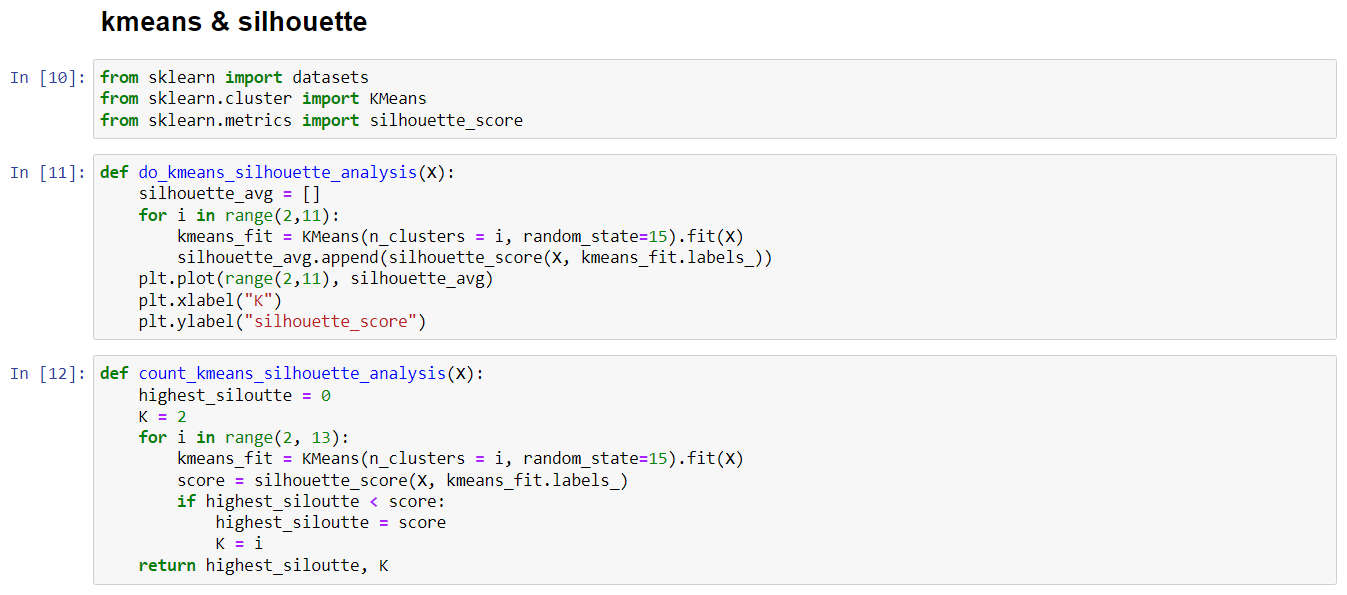 kmeans & silhouette
In [10]: from sklearn import datasets
from sklearn.cluster import KMeans
from sklearn.metrics import silhouette_score
In [11]: def do_kmeans_silhouette_analysis(X):
    silhouette_avg = []
    for i in range(2,11):
        kmeans_fit = KMeans(n_clusters = i, random_state=15).fit(X)
        silhouette_avg.append(silhouette_score(X, kmeans_fit.labels_))
    plt.plot(range(2,11), silhouette_avg)
    plt.xlabel("K")
    plt.ylabel("silhouette_score")
In [12]: def count_kmeans_silhouette_analysis(X):
    highest_siloutte = 0
    K = 2
    for i in range(2, 13):
        kmeans_fit = KMeans(n_clusters = i, random_state=15).fit(X)
        score = silhouette_score(X, kmeans_fit.labels_)
        if highest_siloutte < score:
            highest_siloutte = score
            K = i
    return highest_siloutte, K